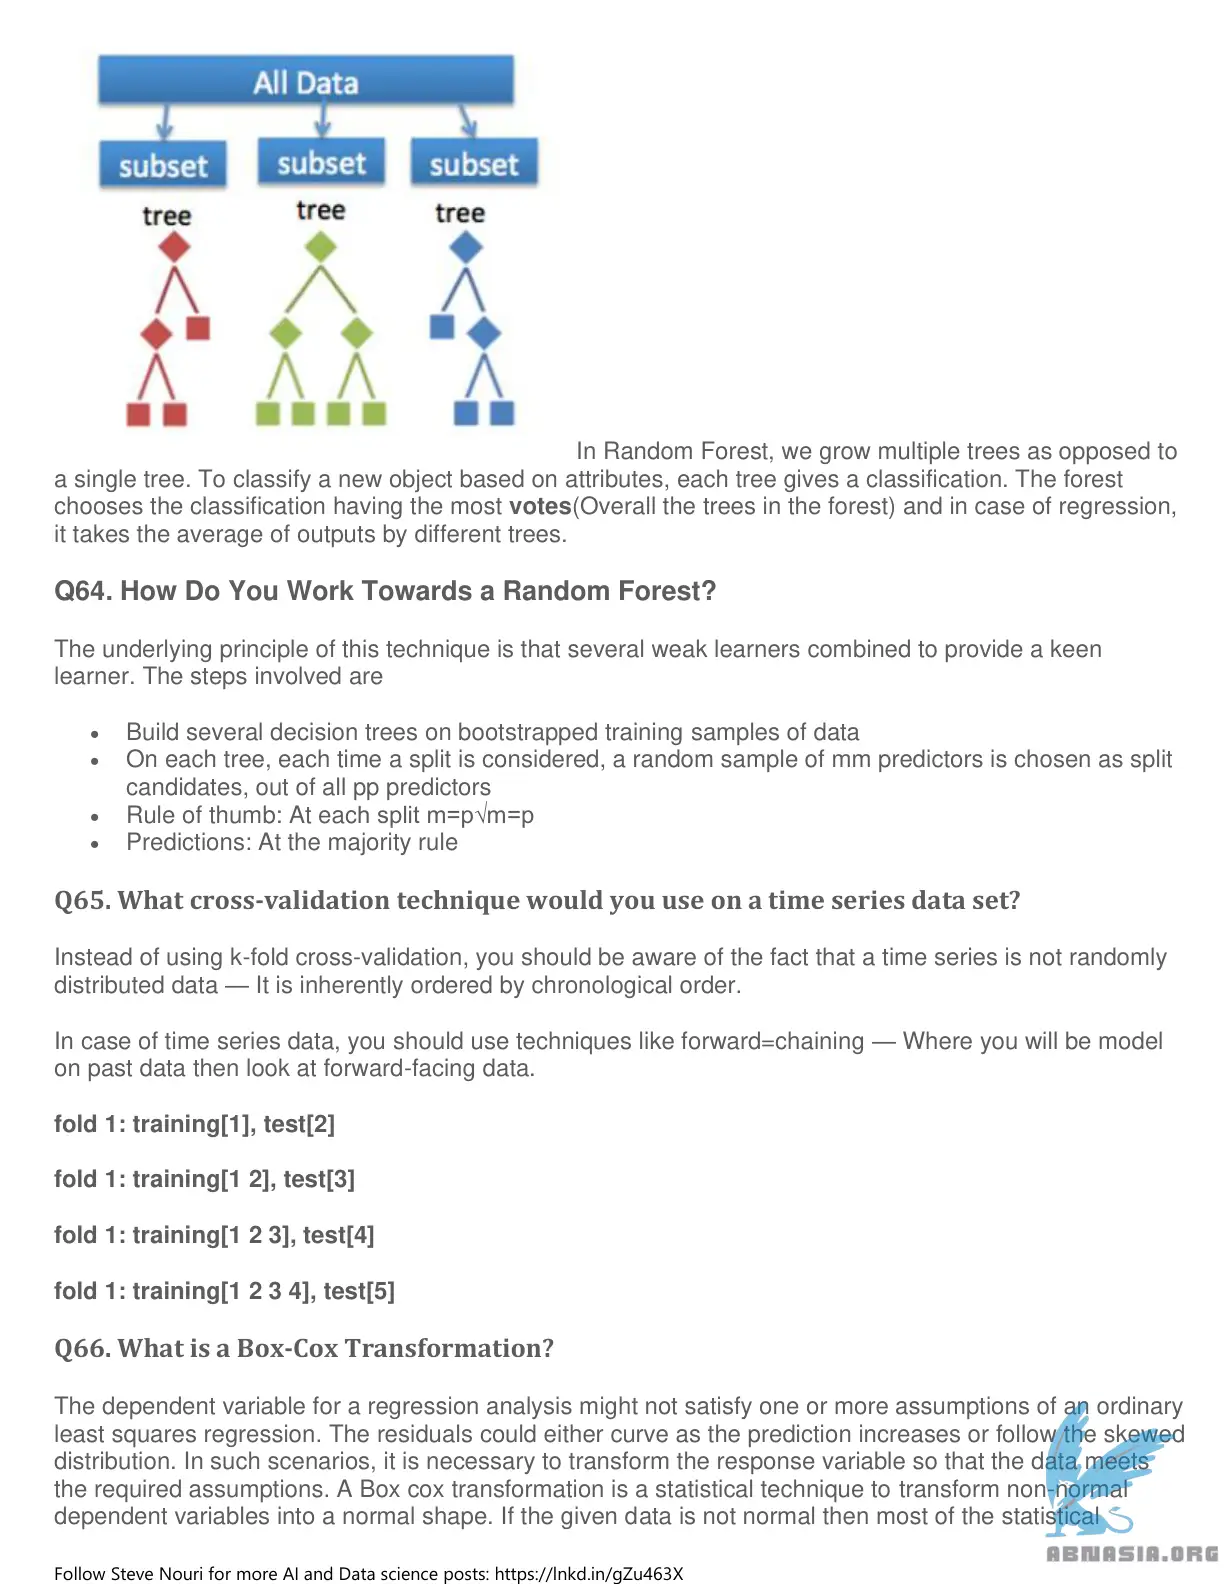 All Data
subset subset subset
tree tree tree
In Random Forest, we grow multiple trees as opposed to
a single tree. To classify a new object based on attributes, each tree gives a classification. The forest
chooses the classification having the most votes(Overall the trees in the forest) and in case of regression,
it takes the average of outputs by different trees.
Q64. How Do You Work Towards a Random Forest?
The underlying principle of this technique is that several weak learners combined to provide a keen
learner. The steps involved are
• Build several decision trees on bootstrapped training samples of data
• On each tree, each time a split is considered, a random sample of mm predictors is chosen as split
candidates, out of all pp predictors
• Rule of thumb: At each split m=p√m=p
• Predictions: At the majority rule
Q65. What cross-validation technique would you use on a time series data set?
Instead of using k-fold cross-validation, you should be aware of the fact that a time series is not randomly
distributed data — It is inherently ordered by chronological order.
In case of time series data, you should use techniques like forward=chaining — Where you will be model
on past data then look at forward-facing data.
fold 1: training[1], test[2]
fold 1: training[1 2], test[3]
fold 1: training[1 2 3], test[4]
fold 1: training[1 2 3 4], test[5]
Q66. What is a Box-Cox Transformation?
The dependent variable for a regression analysis might not satisfy one or more assumptions of an ordinary
least squares regression. The residuals could either curve as the prediction increases or follow the skewed
distribution. In such scenarios, it is necessary to transform the response variable so that the data meets
the required assumptions. A Box cox transformation is a statistical technique to transform non-normal
dependent variables into a normal shape. If the given data is not normal then most of the statistical
ABNASIA.ORG
Follow Steve Nouri for more AI and Data science posts: https://lnkd.in/gZu463X